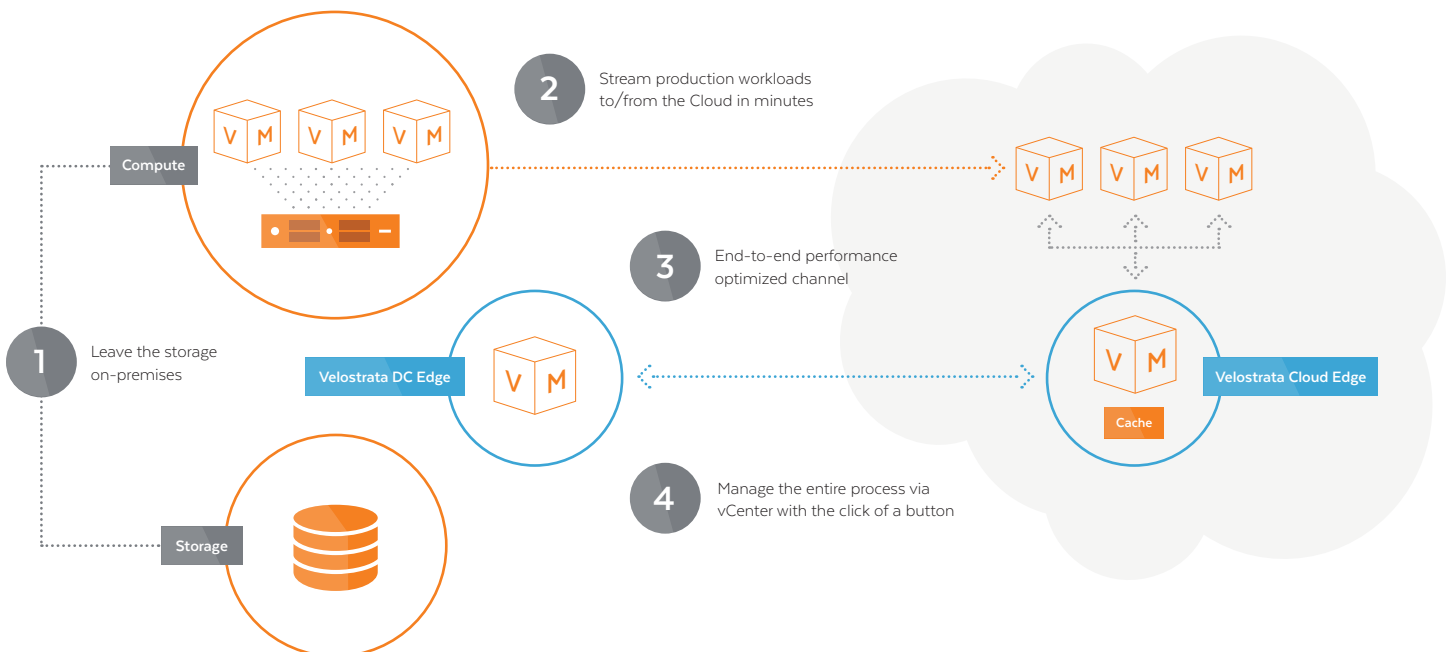 2
Stream production workloads
to/from the Cloud in minutes
V M
V M
V M
Compute
V M
V M
V M
3
End-to-end performance
optimized channel
1
Leave the storage
on-premises
Velostrata DC Edge
V M
V M
Velostrata Cloud Edge
Cache
4
Manage the entire process via
vCenter with the click of a button
Storage